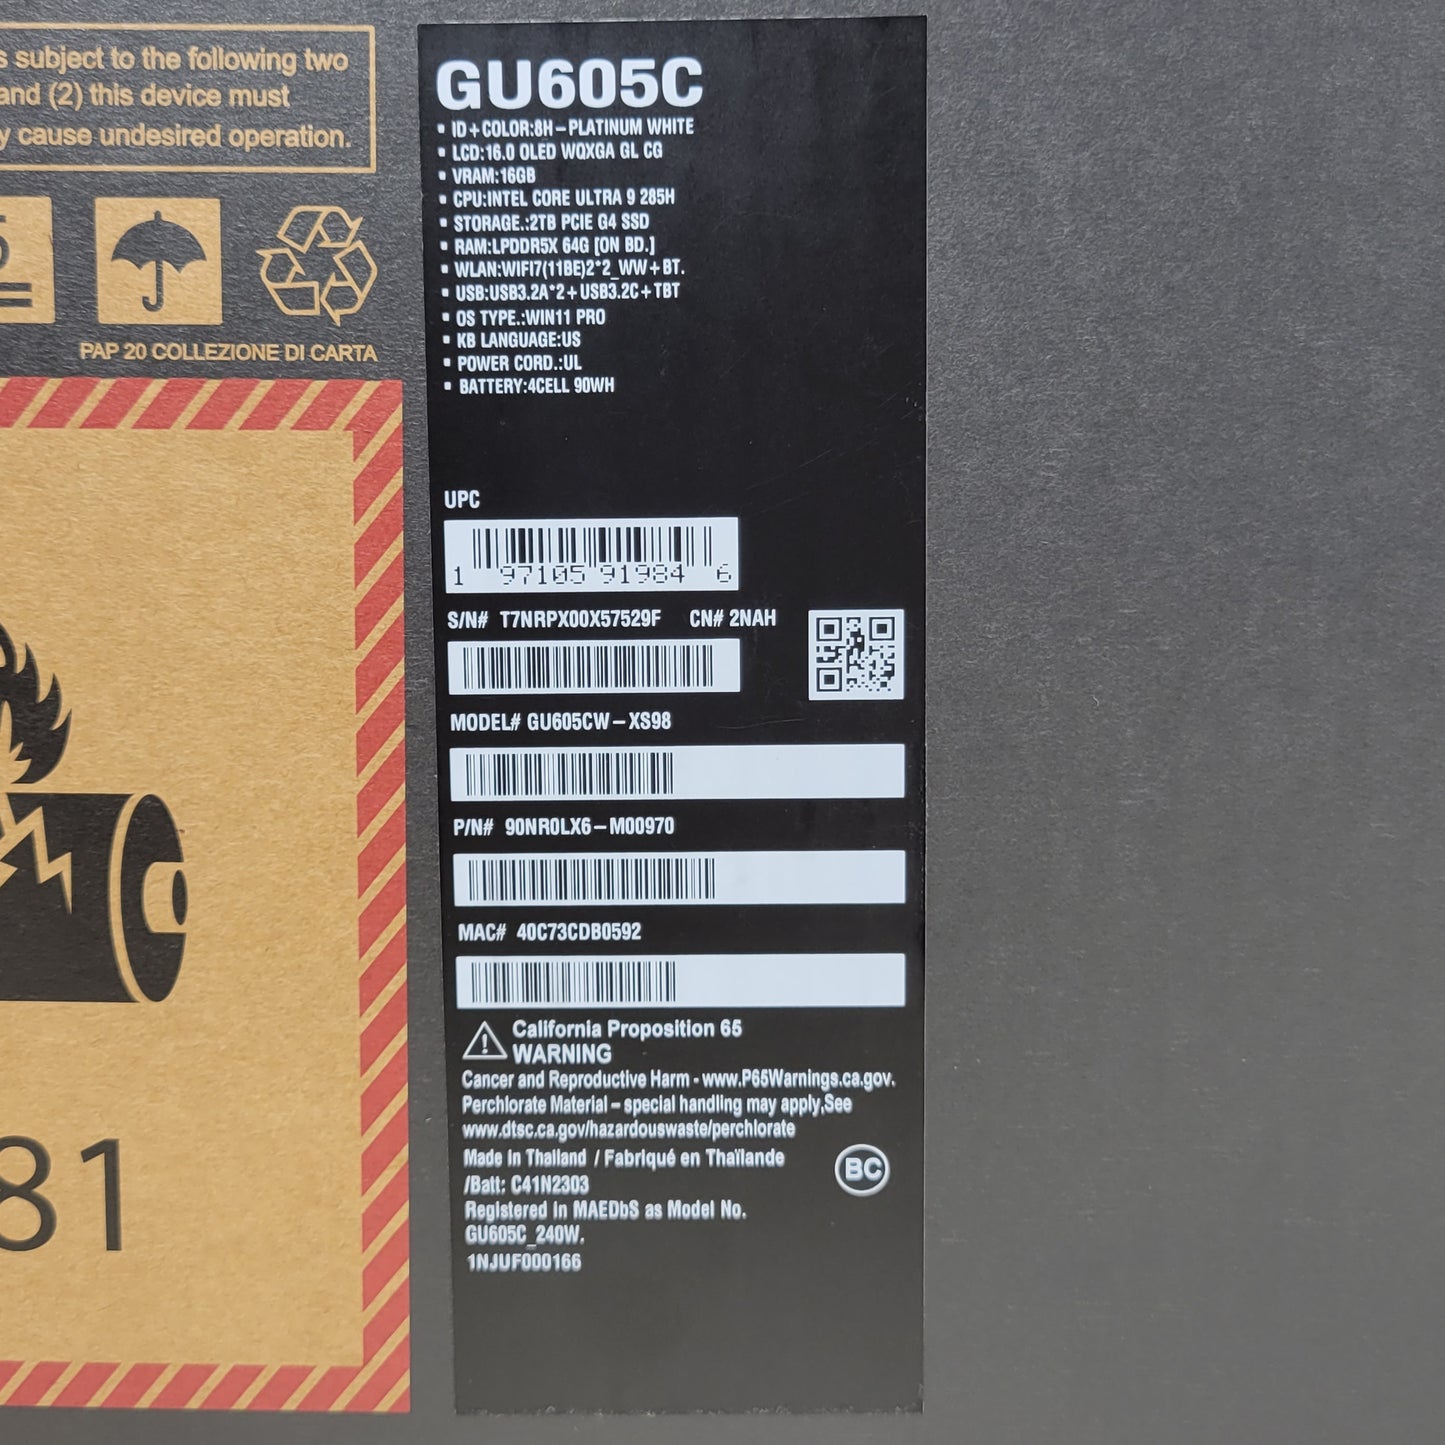 s subject to the following two
and (2) this device must
y cause undesired operation.
PAP 20 COLLEZIONE DI CARTA
81
GU605C
▪ ID+COLOR:8H-PLATINUM WHITE
▪ LCD:16.0 OLED WQXGA GL CG
▪ VRAM:16GB
▪ CPU:INTEL CORE ULTRA 9 285H
▪ STORAGE.:2TB PCIE G4 SSD
▪ RAM:LPDDR5X 64G [ON BD.]
▪ WLAN:WIFI7(11BE)2*2_WW+BT.
▪ USB:USB3.2A*2+USB3.2C+TBT
▪ OS TYPE.:WIN11 PRO
▪ KB LANGUAGE:US
▪ POWER CORD.:UL
▪ BATTERY:4CELL 90WH
UPC
1 97105 91984 6
S/N# T7NRPX00X57529F CN# 2NAH
MODEL# GU605CW-XS98
P/N# 90NR0LX6-M00970
MAC# 40C73CDB0592
California Proposition 65
WARNING
Cancer and Reproductive Harm - www.P65Warnings.ca.gov.
Perchlorate Material – special handling may apply,See
www.dtsc.ca.gov/hazardouswaste/perchlorate
Made in Thailand / Fabriqué en Thaïlande
BC
/Batt: C41N2303
Registered in MAEDbS as Model No.
GU605C_240W.
1NJUF000166